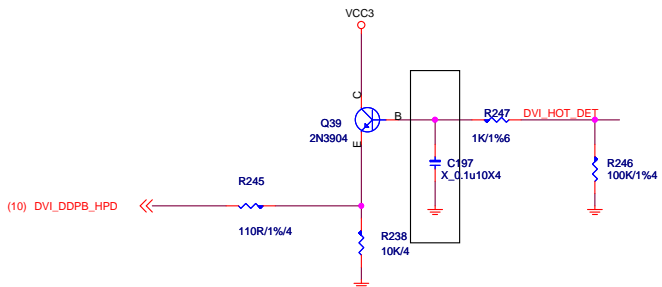 VCC3
C
Q39
2N3904
B
E
R247
DVI_HOT_DET
1K/1%6
C197
X_0.1u10X4
R246
100K/1%4
R245
(10) DVI_DDPB_HPD
110R/1%/4
R238
10K/4